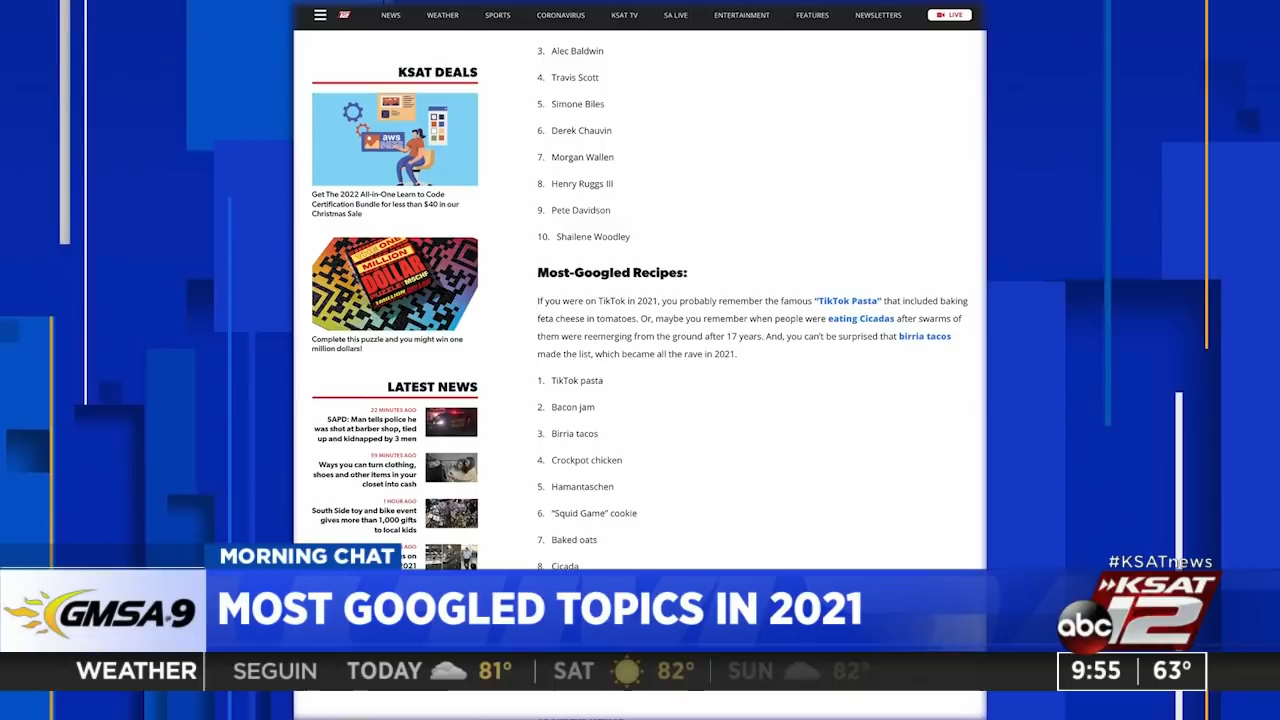 NEWS
WEATHER
SPORTS
CORONAVIRUS
KSAT TV
SA LIVE
ENTERTAINMENT
FEATURES
NEWSLETTERS
LIVE
KSAT DEALS
aws
Get The 2022 All-in-One Learn to Code
Certification Bundle for less than $40 in our
Christmas Sale
ONE
MILLION
DOLLAR
PUZZLE MSCHF
Complete this puzzle and you might win one
million dollars!
LATEST NEWS
22 MINUTES AGO
SAPD: Man tells police he
was shot at barber shop, tied
up and kidnapped by 3 men
59 MINUTES AGO
Ways you can turn clothing,
shoes and other items in your
closet into cash
1 HOUR AGO
South Side toy and bike event
gives more than 1,000 gifts
to local kids
AGO
on
2021
3. Alec Baldwin
4. Travis Scott
5. Simone Biles
6. Derek Chauvin
7. Morgan Wallen
8. Henry Ruggs III
9. Pete Davidson
10. Shailene Woodley
Most-Googled Recipes:
If you were on TikTok in 2021, you probably remember the famous “TikTok Pasta” that included baking
feta cheese in tomatoes. Or, maybe you remember when people were eating Cicadas after swarms of
them were reemerging from the ground after 17 years. And, you can’t be surprised that birria tacos
made the list, which became all the rave in 2021.
1. TikTok pasta
2. Bacon jam
3. Birria tacos
4. Crockpot chicken
5. Hamantaschen
6. “Squid Game” cookie
7. Baked oats
8. Cicada
MORNING CHAT
#KSATnews
GMSA@9
MOST GOOGLED TOPICS IN 2021
KSAT
abc 12
WEATHER
SEGUIN TODAY 81° SAT 82° SUN 82°
9:55 63°